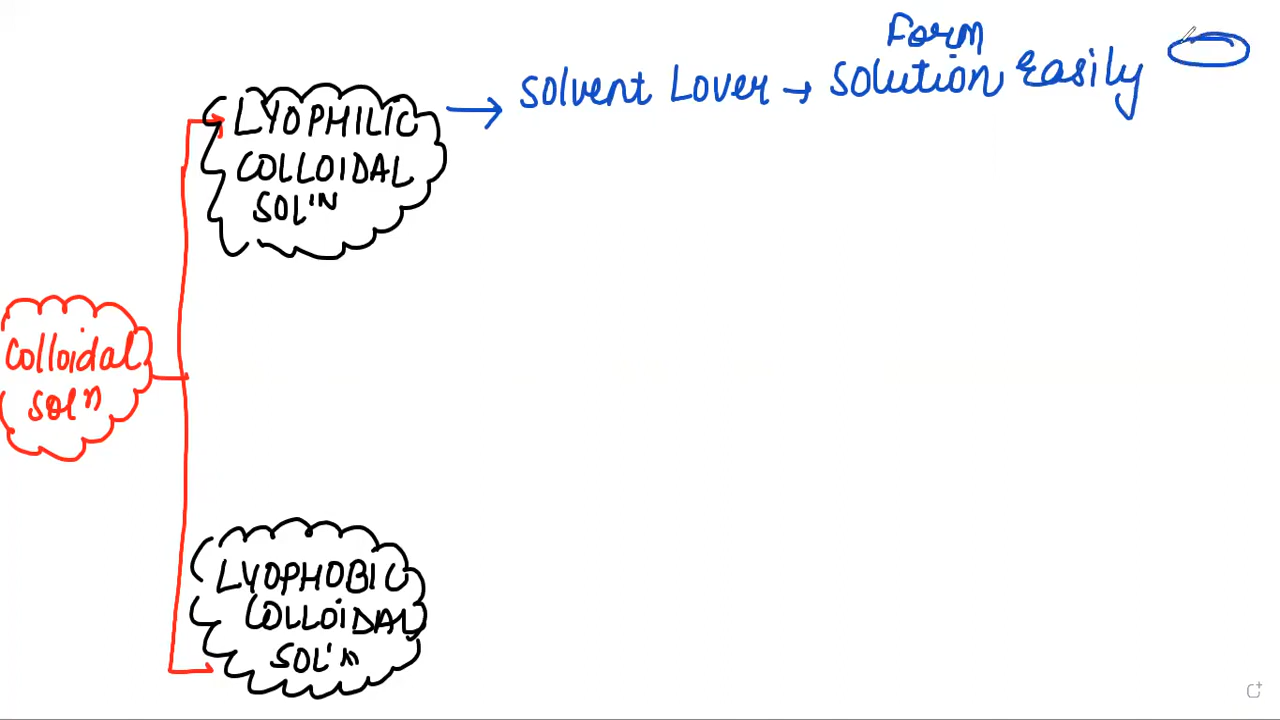 Form
Solvent Lover → Solution Easily
LYOPHILIC
COLLOIDAL
SOL'N
Colloidal
Sol'n
LYOPHOBIC
COLLOIDAL
SOL'n